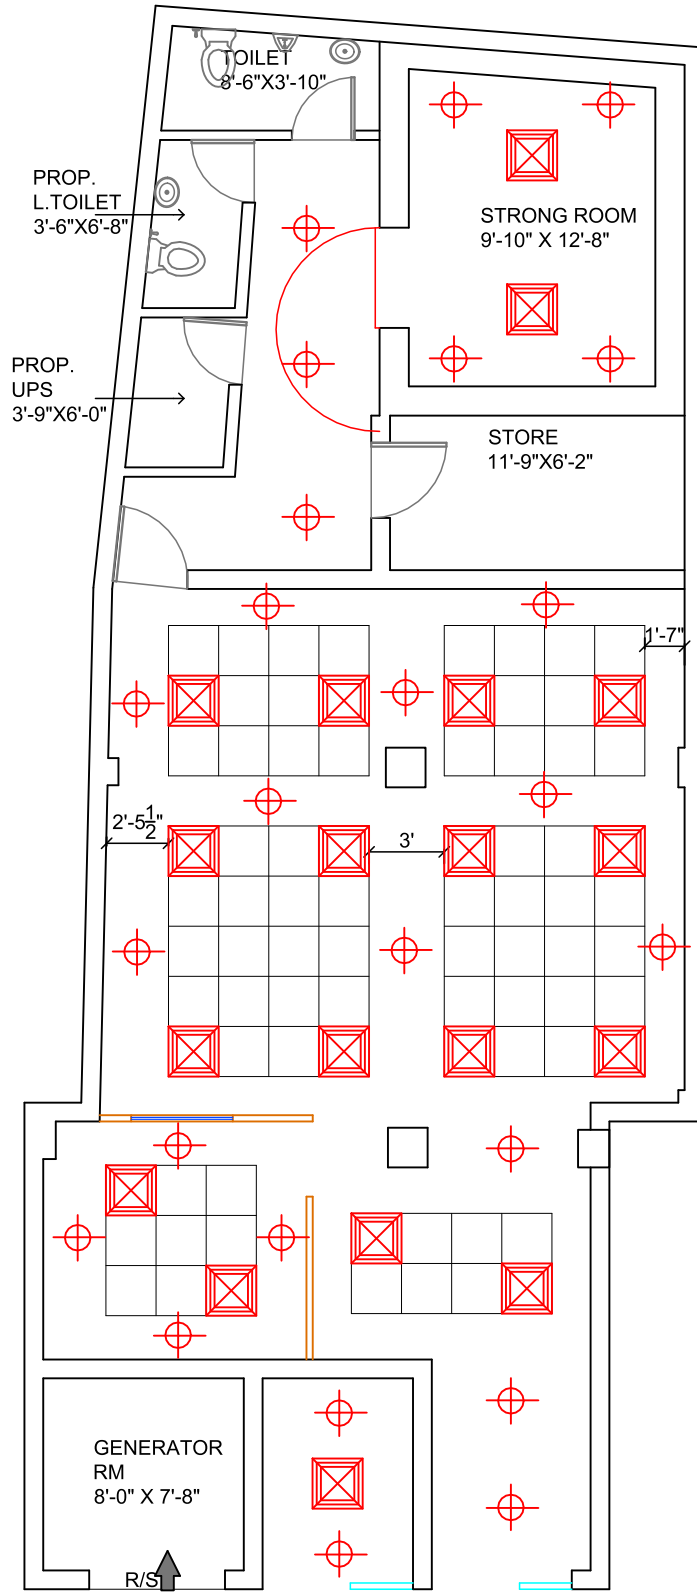 TOILET
8'-6"X3'-10"
PROP.
L.TOILET
3'-6"X6'-8"
STRONG ROOM
9'-10" X 12'-8"
PROP.
UPS
3'-9"X6'-0"
STORE
11'-9"X6'-2"
1'-7"
2'-5½"
3'
GENERATOR
RM
8'-0" X 7'-8"
R/S